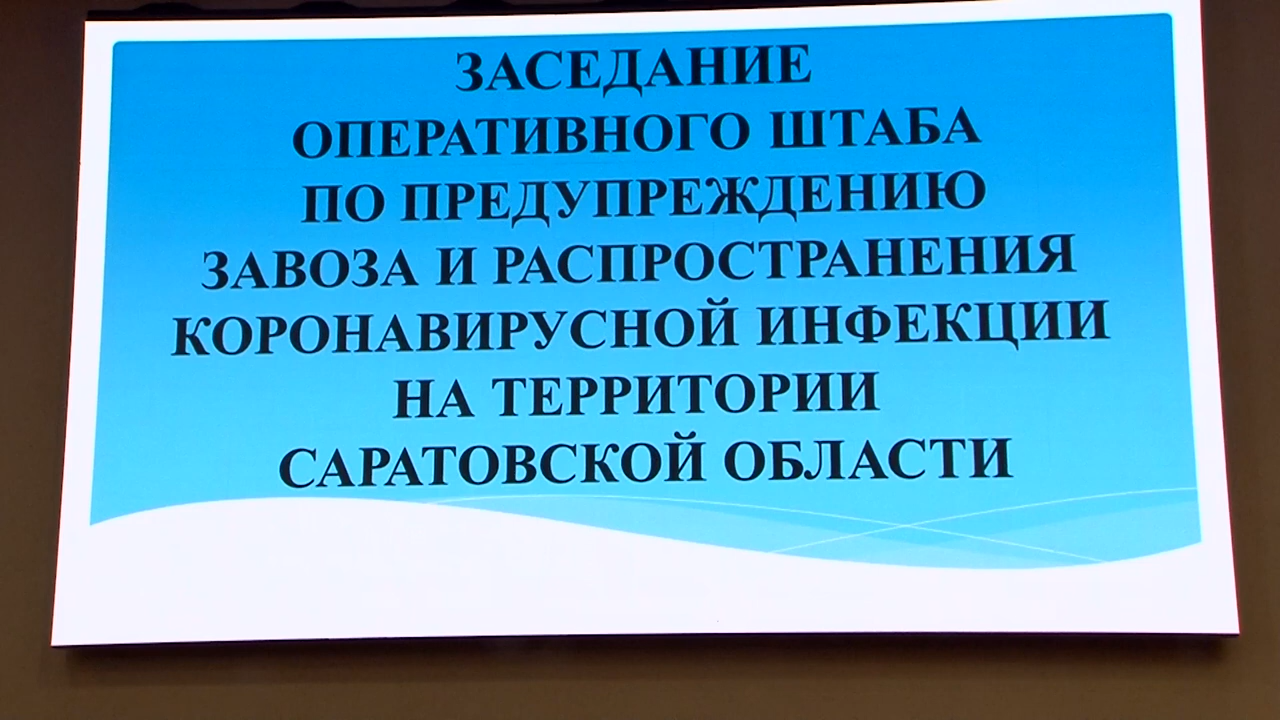 ЗАСЕДАНИЕ
ОПЕРАТИВНОГО ШТАБА
ПО ПРЕДУПРЕЖДЕНИЮ
ЗАВОЗА И РАСПРОСТРАНЕНИЯ
КОРОНАВИРУСНОЙ ИНФЕКЦИИ
НА ТЕРРИТОРИИ
САРАТОВСКОЙ ОБЛАСТИ